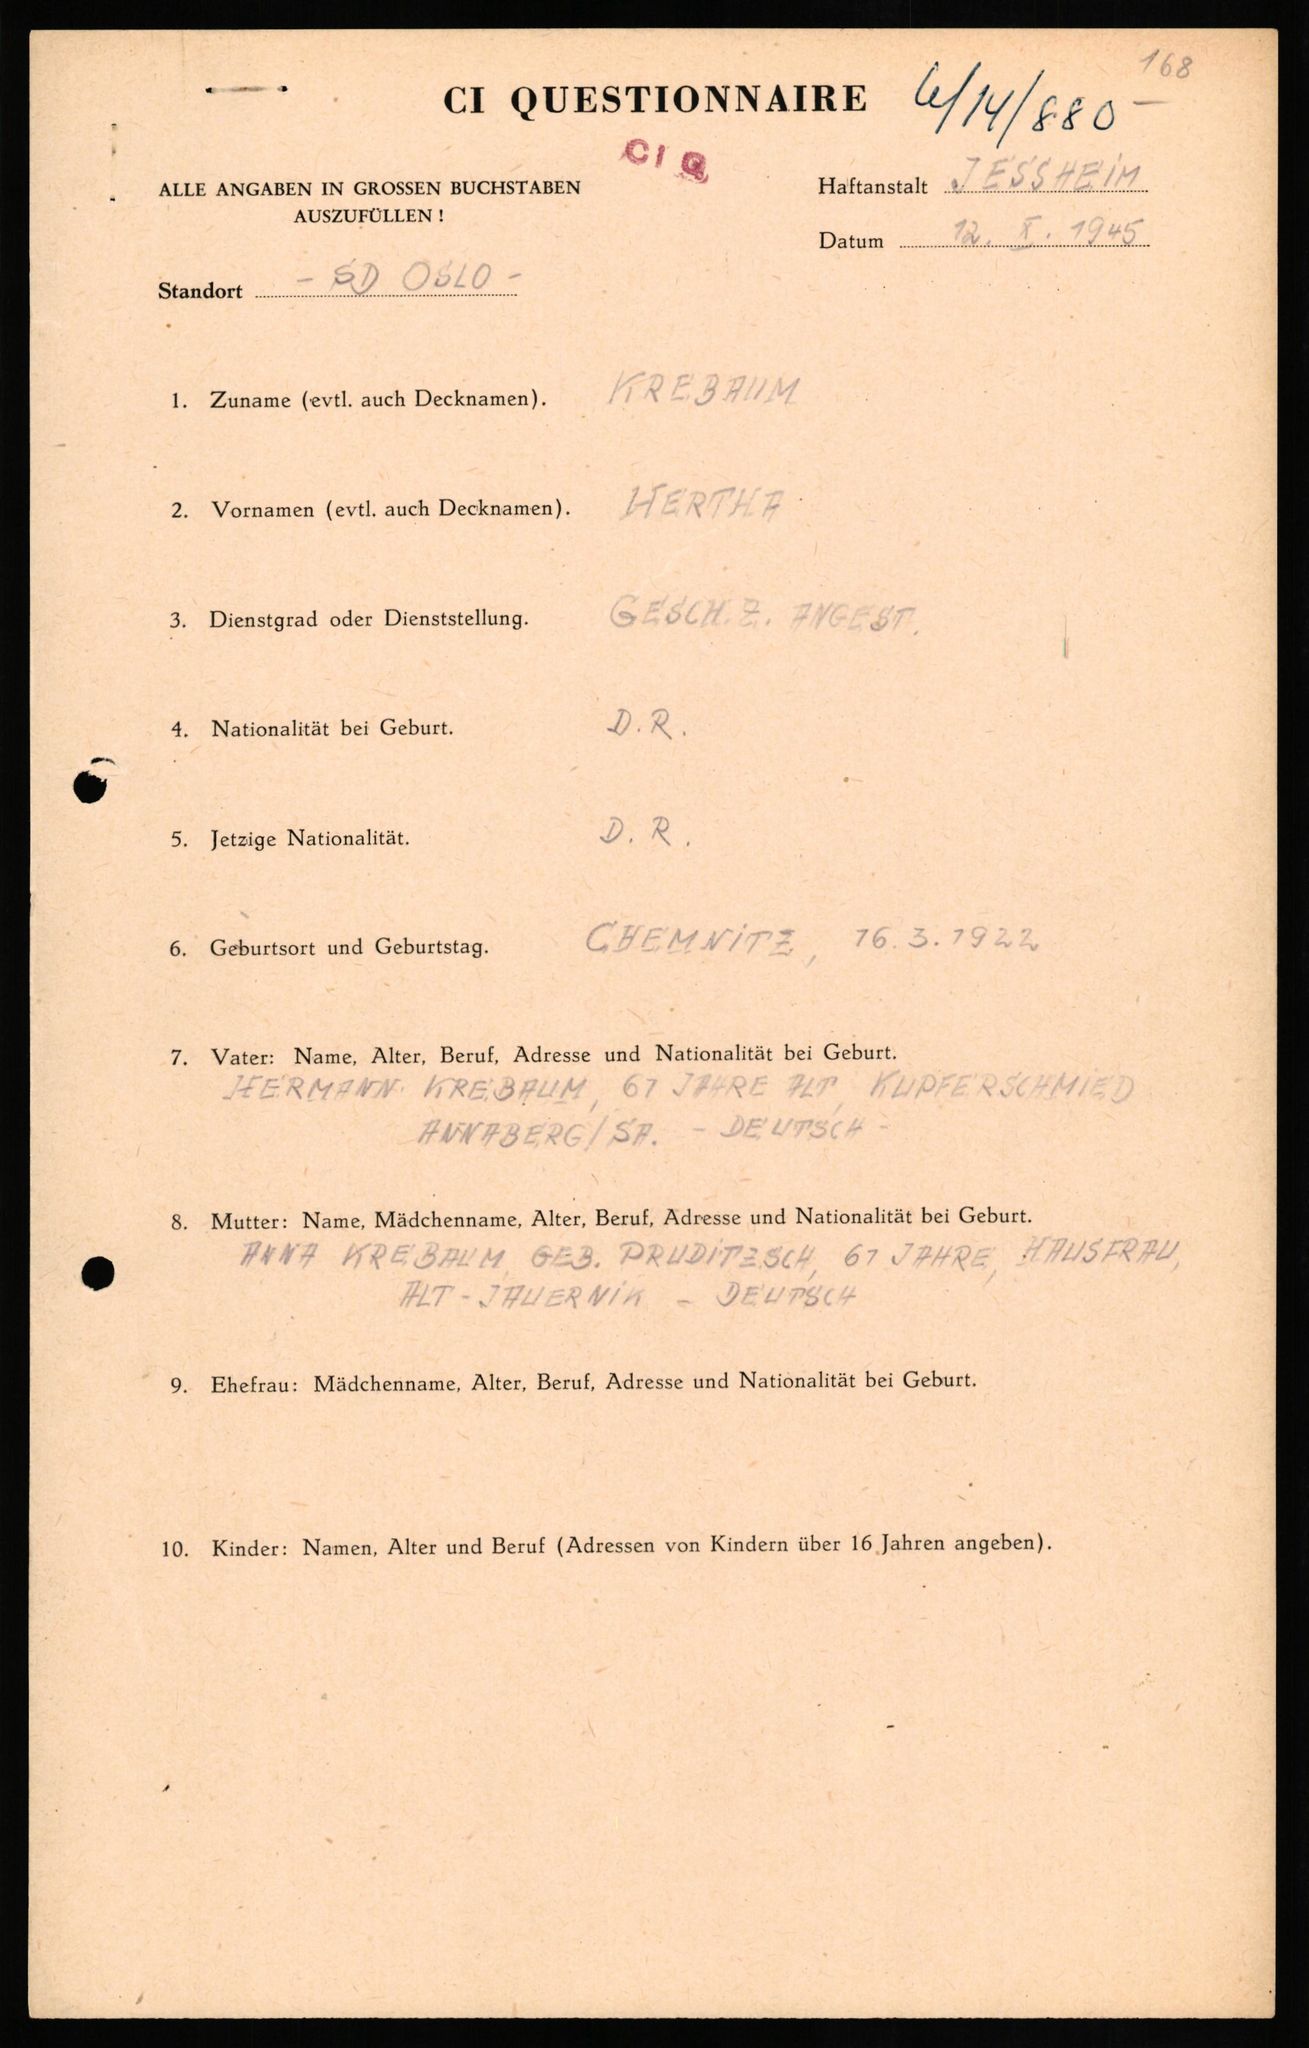 168
CI QUESTIONNAIRE
/14/880
CIQ
ALLE ANGABEN IN GROSSEN BUCHSTABEN
AUSZUFÜLLEN!
Haftanstalt JESSHEIM
Datum 12. X. 1945
Standort - SD OSLO -
1. Zuname (evtl. auch Decknamen). KREBAUM
2. Vornamen (evtl. auch Decknamen). HERTHA
3. Dienstgrad oder Dienststellung. GESCH. Z. ANGEST.
4. Nationalität bei Geburt. D.R.
5. Jetzige Nationalität. D.R.
6. Geburtsort und Geburtstag. CHEMNITZ, 16.3.1922
7. Vater: Name, Alter, Beruf, Adresse und Nationalität bei Geburt.
HERMANN KREBAUM, 61 JAHRE ALT, KUPFERSCHMIED
ANNABERG/SA. - DEUTSCH -
8. Mutter: Name, Mädchenname, Alter, Beruf, Adresse und Nationalität bei Geburt.
ANNA KREBAUM, GEB. PRUDITZSCH, 61 JAHRE, HAUSFRAU,
ALT-JAUERNIK - DEUTSCH
9. Ehefrau: Mädchenname, Alter, Beruf, Adresse und Nationalität bei Geburt.
10. Kinder: Namen, Alter und Beruf (Adressen von Kindern über 16 Jahren angeben).